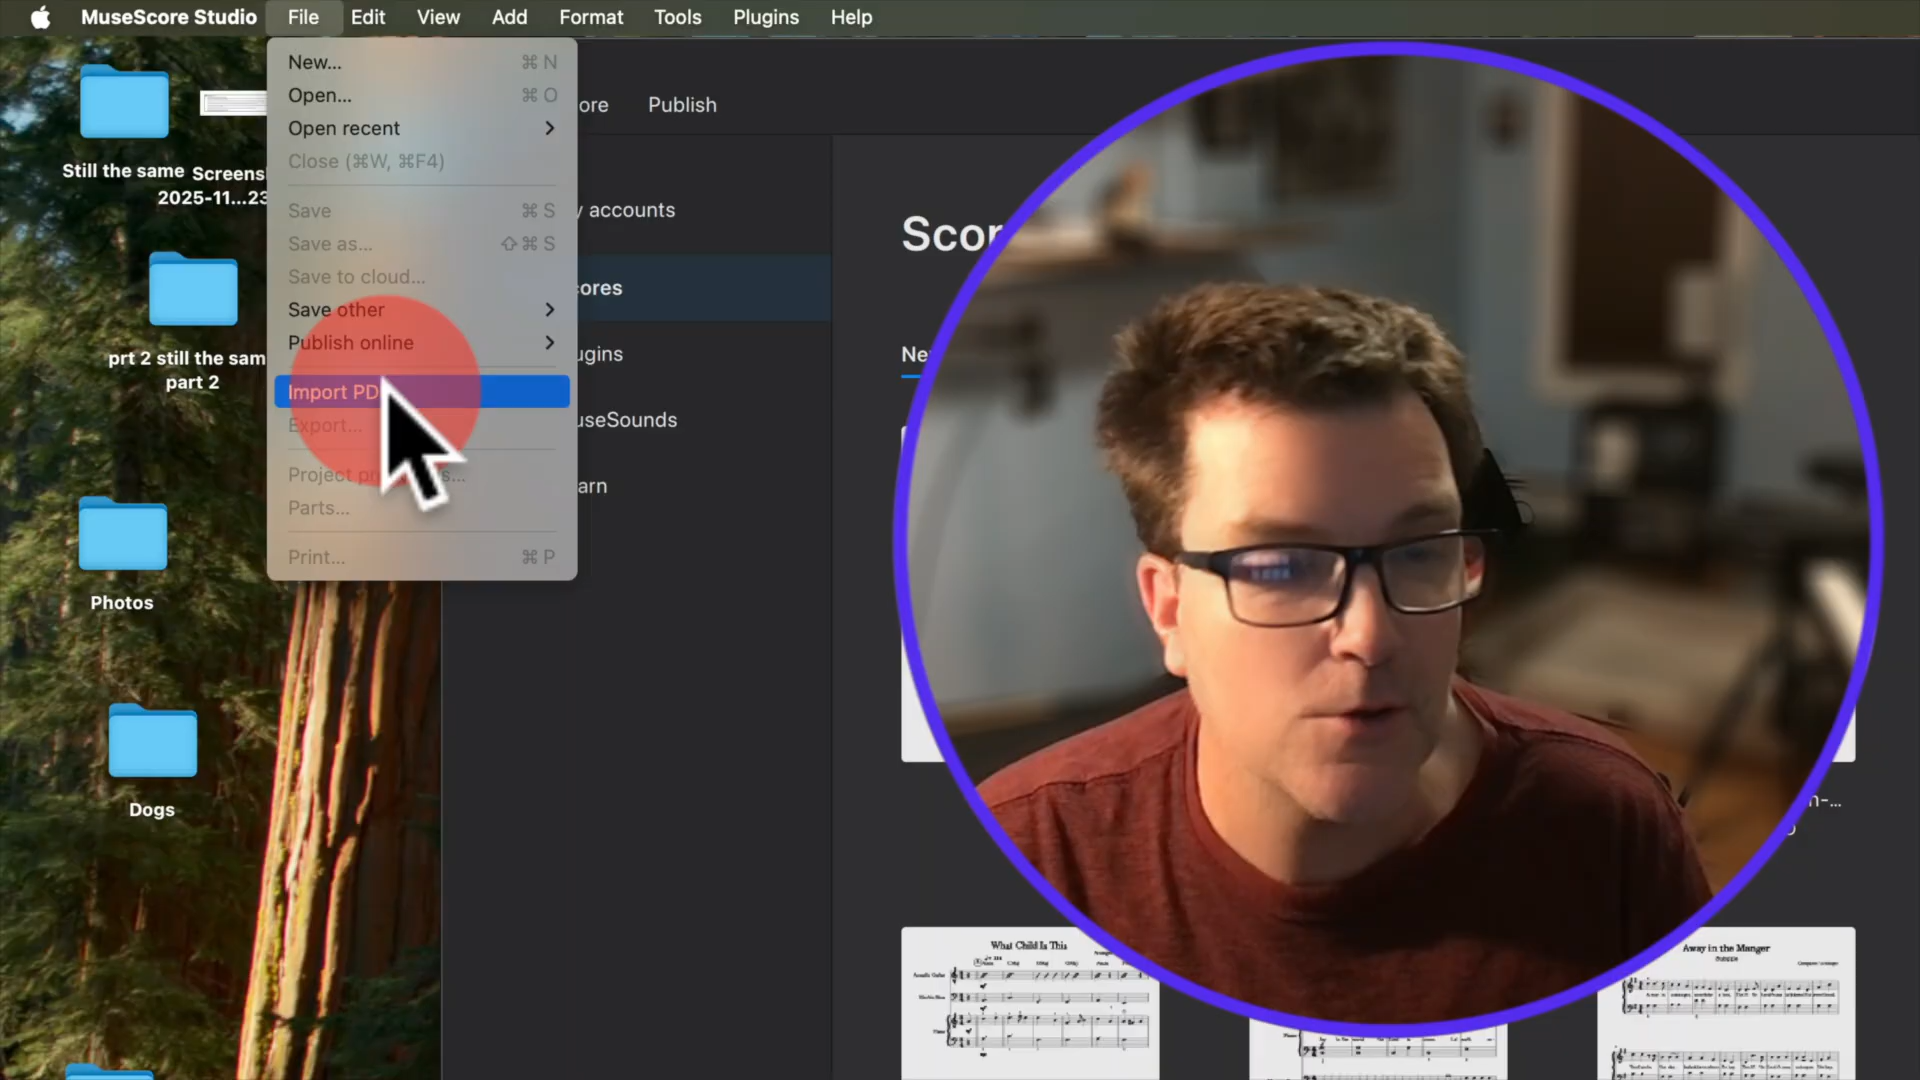 MuseScore Studio File Edit View Add Format Tools Plugins Help
New... ⌘ N
Open... ⌘ O
Open recent
Close (⌘W, ⌘F4)
Save ⌘ S
Save as... ⇧⌘ S
Save to cloud...
Save other
Publish online
Import PD
Export...
Project p s...
Parts...
Print... ⌘ P
Still the same
Screens
2025-11...23
prt 2 still the sam
part 2
Photos
Dogs
ore Publish
y accounts
cores
ugins
useSounds
arn
Scor
Ne
n-...
What Child Is This
Away in the Manger